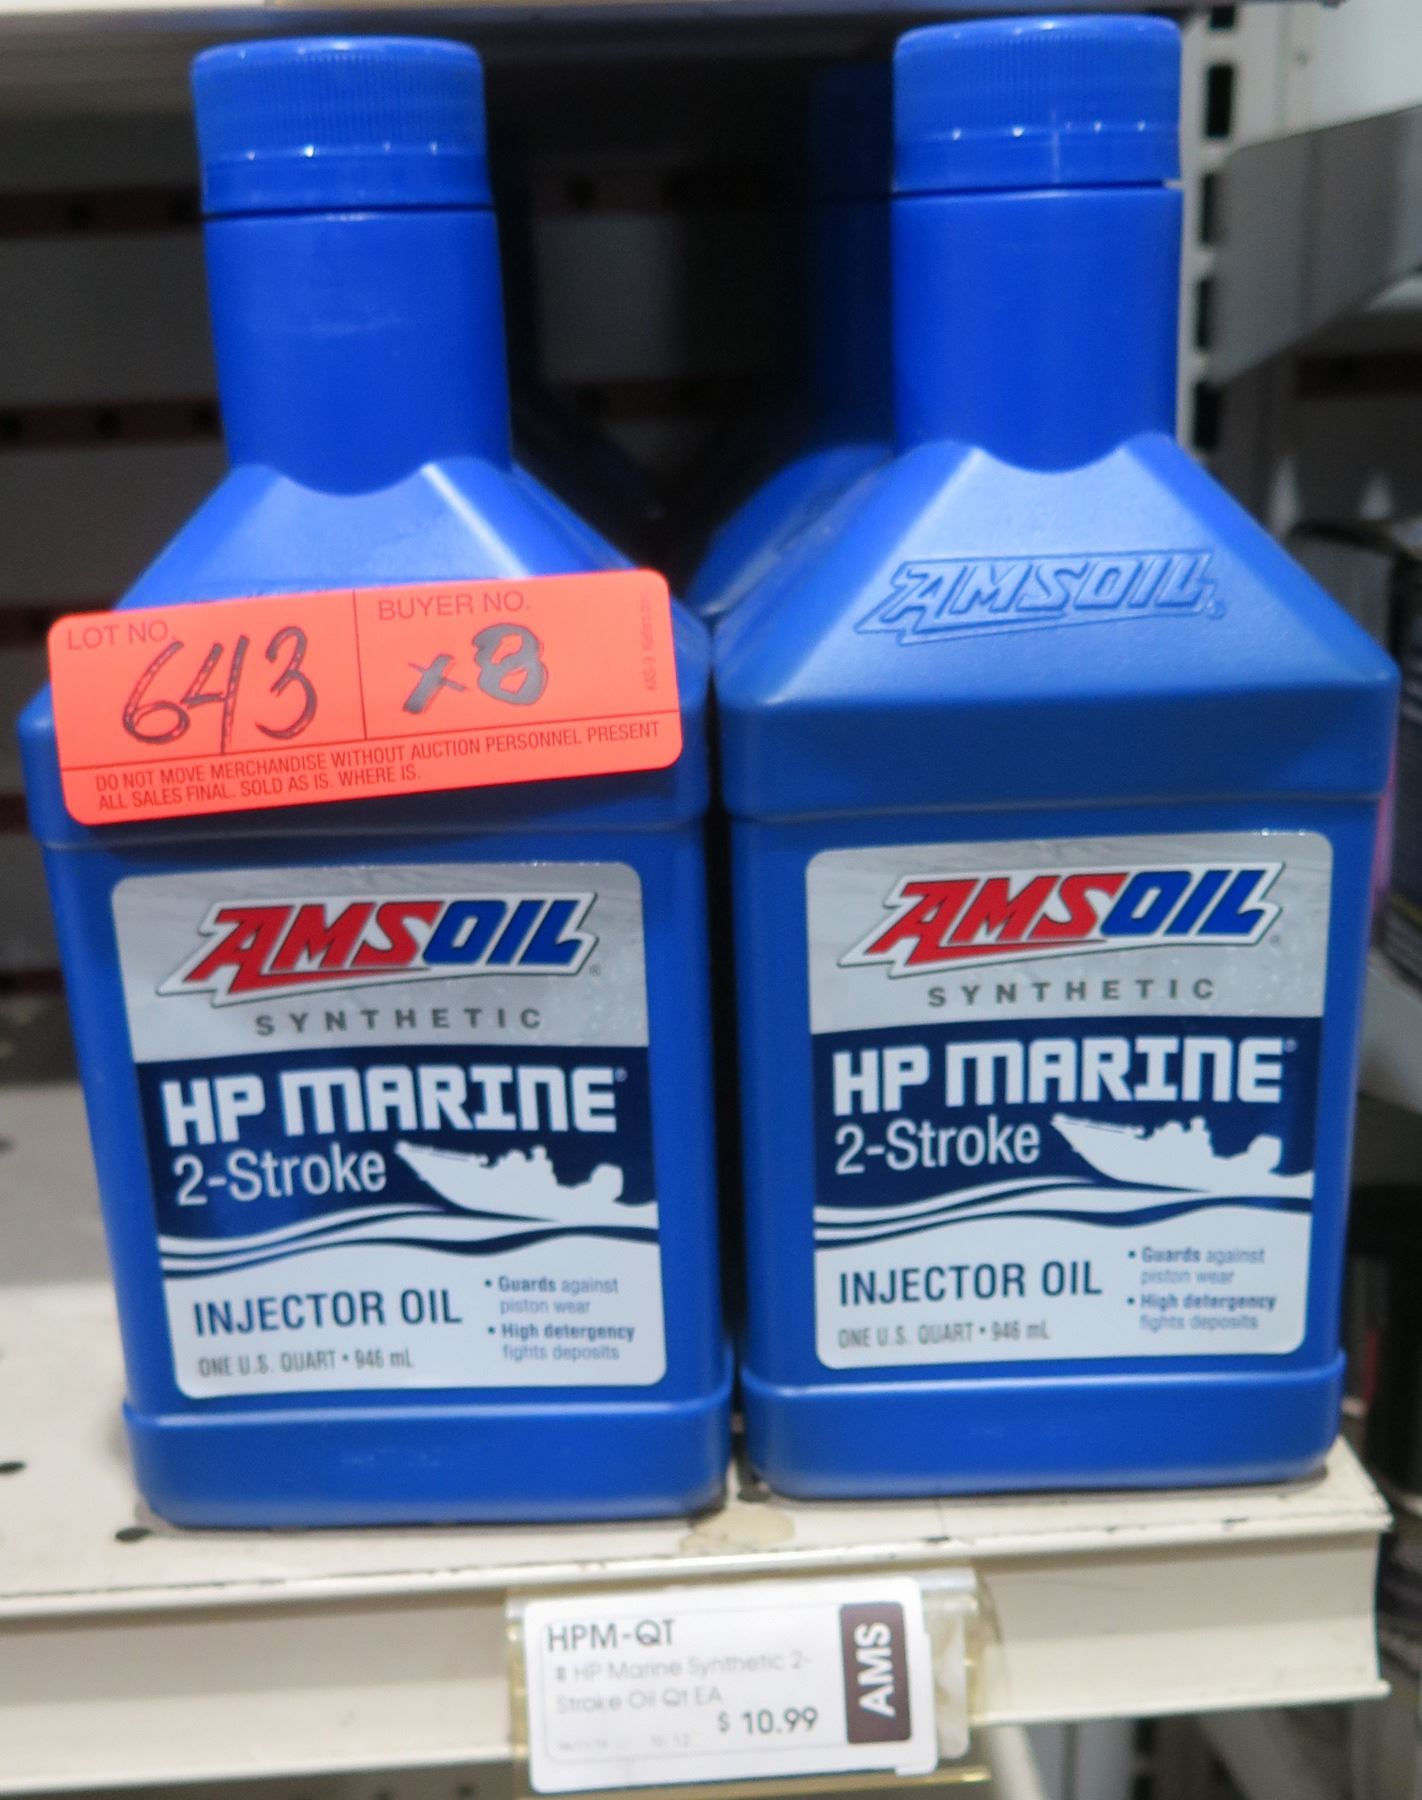 LOT NO.
643
BUYER NO.
x8
DO NOT MOVE MERCHANDISE WITHOUT AUCTION PERSONNEL PRESENT
ALL SALES FINAL. SOLD AS IS. WHERE IS.
AMSOIL®
SYNTHETIC
HP MARINE®
2-Stroke
INJECTOR OIL
ONE U.S. QUART • 946 mL
• Guards against
piston wear
• High detergency
fights deposits
AMSOIL®
AMSOIL®
SYNTHETIC
HP MARINE®
2-Stroke
INJECTOR OIL
ONE U.S. QUART • 946 mL
• Guards against
piston wear
• High detergency
fights deposits
HPM-QT
HP Marine Synthetic 2-
Stroke Oil Qt EA
$ 10.99
AMS